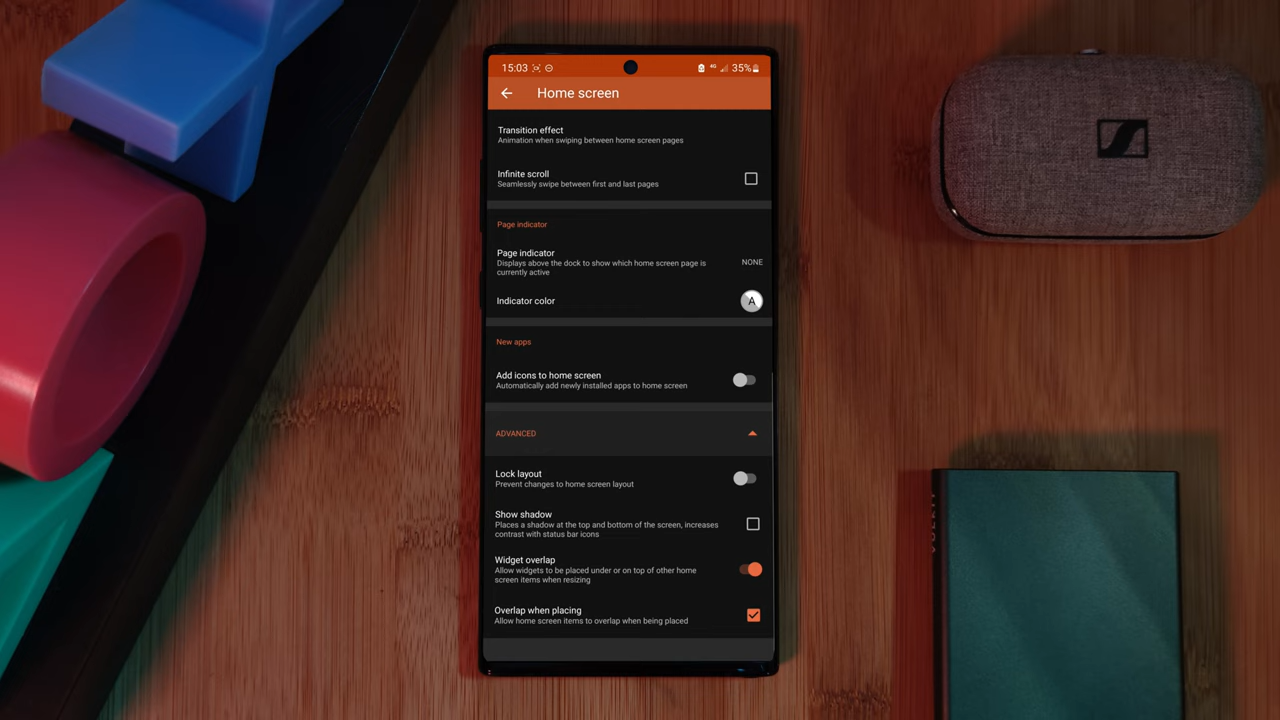 15:03
4G 35%
Home screen
Transition effect
Animation when swiping between home screen pages
Infinite scroll
Seamlessly swipe between first and last pages
Page indicator
Page indicator
Displays above the dock to show which home screen page is
currently active
NONE
Indicator color
A
New apps
Add icons to home screen
Automatically add newly installed apps to home screen
ADVANCED
Lock layout
Prevent changes to home screen layout
Show shadow
Places a shadow at the top and bottom of the screen, increases
contrast with status bar icons
Widget overlap
Allow widgets to be placed under or on top of other home
screen items when resizing
Overlap when placing
Allow home screen items to overlap when being placed